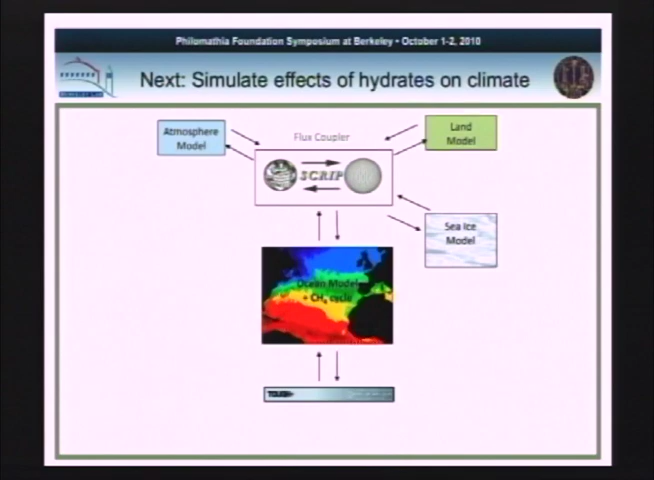 Philomathia Foundation Symposium at Berkeley • October 1-2, 2010
Next: Simulate effects of hydrates on climate
Atmosphere
Model
Flux Coupler
Land
Model
SCRIP
Sea Ice
Model
Ocean Model
+ CH₄ cycle
TOUGH+